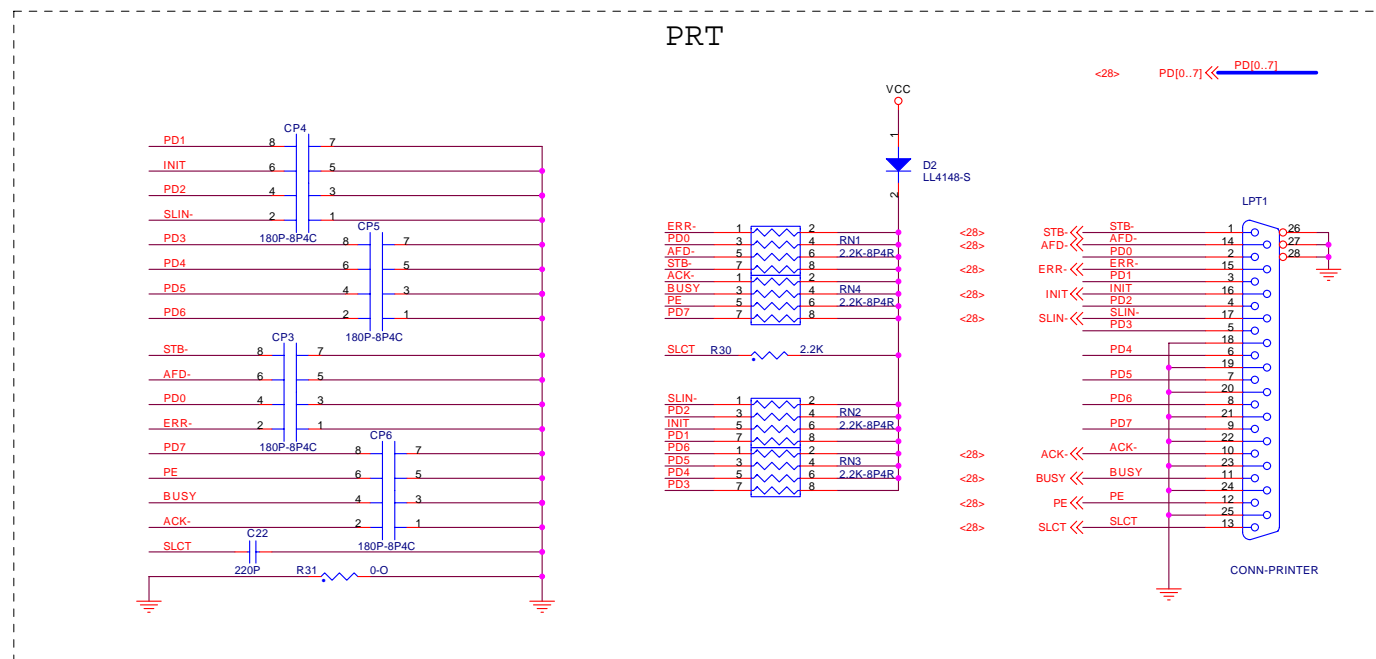 PRT
<28> PD[0..7] PD[0..7]
VCC
1
D2
LL4148-S
2
CP4
PD1 8 7
INIT 6 5
PD2 4 3
SLIN- 2 1
180P-8P4C
CP5
PD3 8 7
PD4 6 5
PD5 4 3
PD6 2 1
180P-8P4C
CP3
STB- 8 7
AFD- 6 5
PD0 4 3
ERR- 2 1
180P-8P4C
CP6
PD7 8 7
PE 6 5
BUSY 4 3
ACK- 2 1
180P-8P4C
C22
SLCT
220P
R31 0-O
ERR- 1 2
PD0 3 4 RN1
AFD- 5 6 2.2K-8P4R
STB- 7 8
ACK- 1 2
BUSY 3 4 RN4
PE 5 6 2.2K-8P4R
PD7 7 8
SLCT R30 2.2K
SLIN- 1 2
PD2 3 4 RN2
INIT 5 6 2.2K-8P4R
PD1 7 8
PD6 1 2
PD5 3 4 RN3
PD4 5 6 2.2K-8P4R
PD3 7 8
LPT1
<28> STB- STB- 1 26
<28> AFD- AFD- 14 27
PD0 2 28
<28> ERR- ERR- 15
PD1 3
<28> INIT INIT 16
PD2 4
<28> SLIN- SLIN- 17
PD3 5
18
PD4 6
19
PD5 7
20
PD6 8
21
PD7 9
22
<28> ACK- ACK- 10
23
<28> BUSY BUSY 11
24
<28> PE PE 12
25
<28> SLCT SLCT 13
CONN-PRINTER